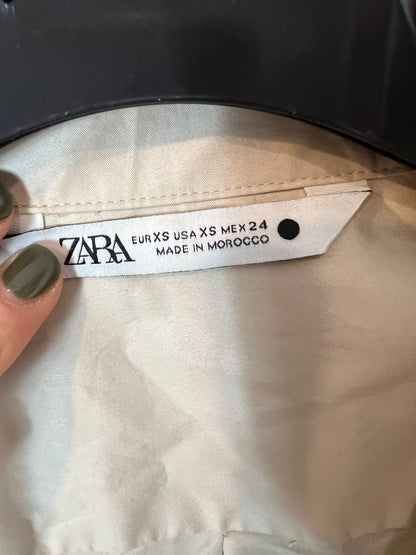 ZARA
EUR XS USA XS MEX 24
MADE IN MOROCCO